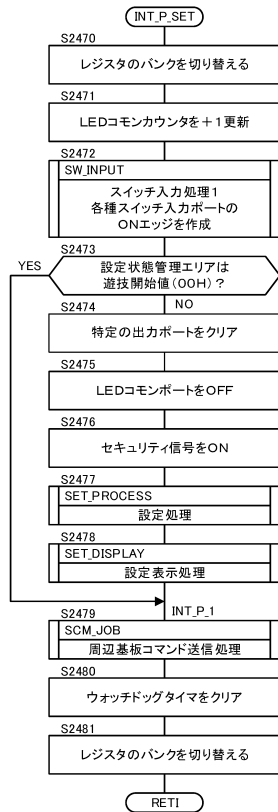 INT_P_SET
S2470
レジスタのバンクを切り替える
S2471
LEDコモンカウンタを+1更新
S2472
SW_INPUT
スイッチ入力処理1
各種スイッチ入力ポートの
ONエッジを作成
S2473
設定状態管理エリアは
遊技開始値(00H)?
YES
NO
S2474
特定の出力ポートをクリア
S2475
LEDコモンポートをOFF
S2476
セキュリティ信号をON
S2477
SET_PROCESS
設定処理
S2478
SET_DISPLAY
設定表示処理
INT_P_1
S2479
SCM_JOB
周辺基板コマンド送信処理
S2480
ウォッチドッグタイマをクリア
S2481
レジスタのバンクを切り替える
RETI